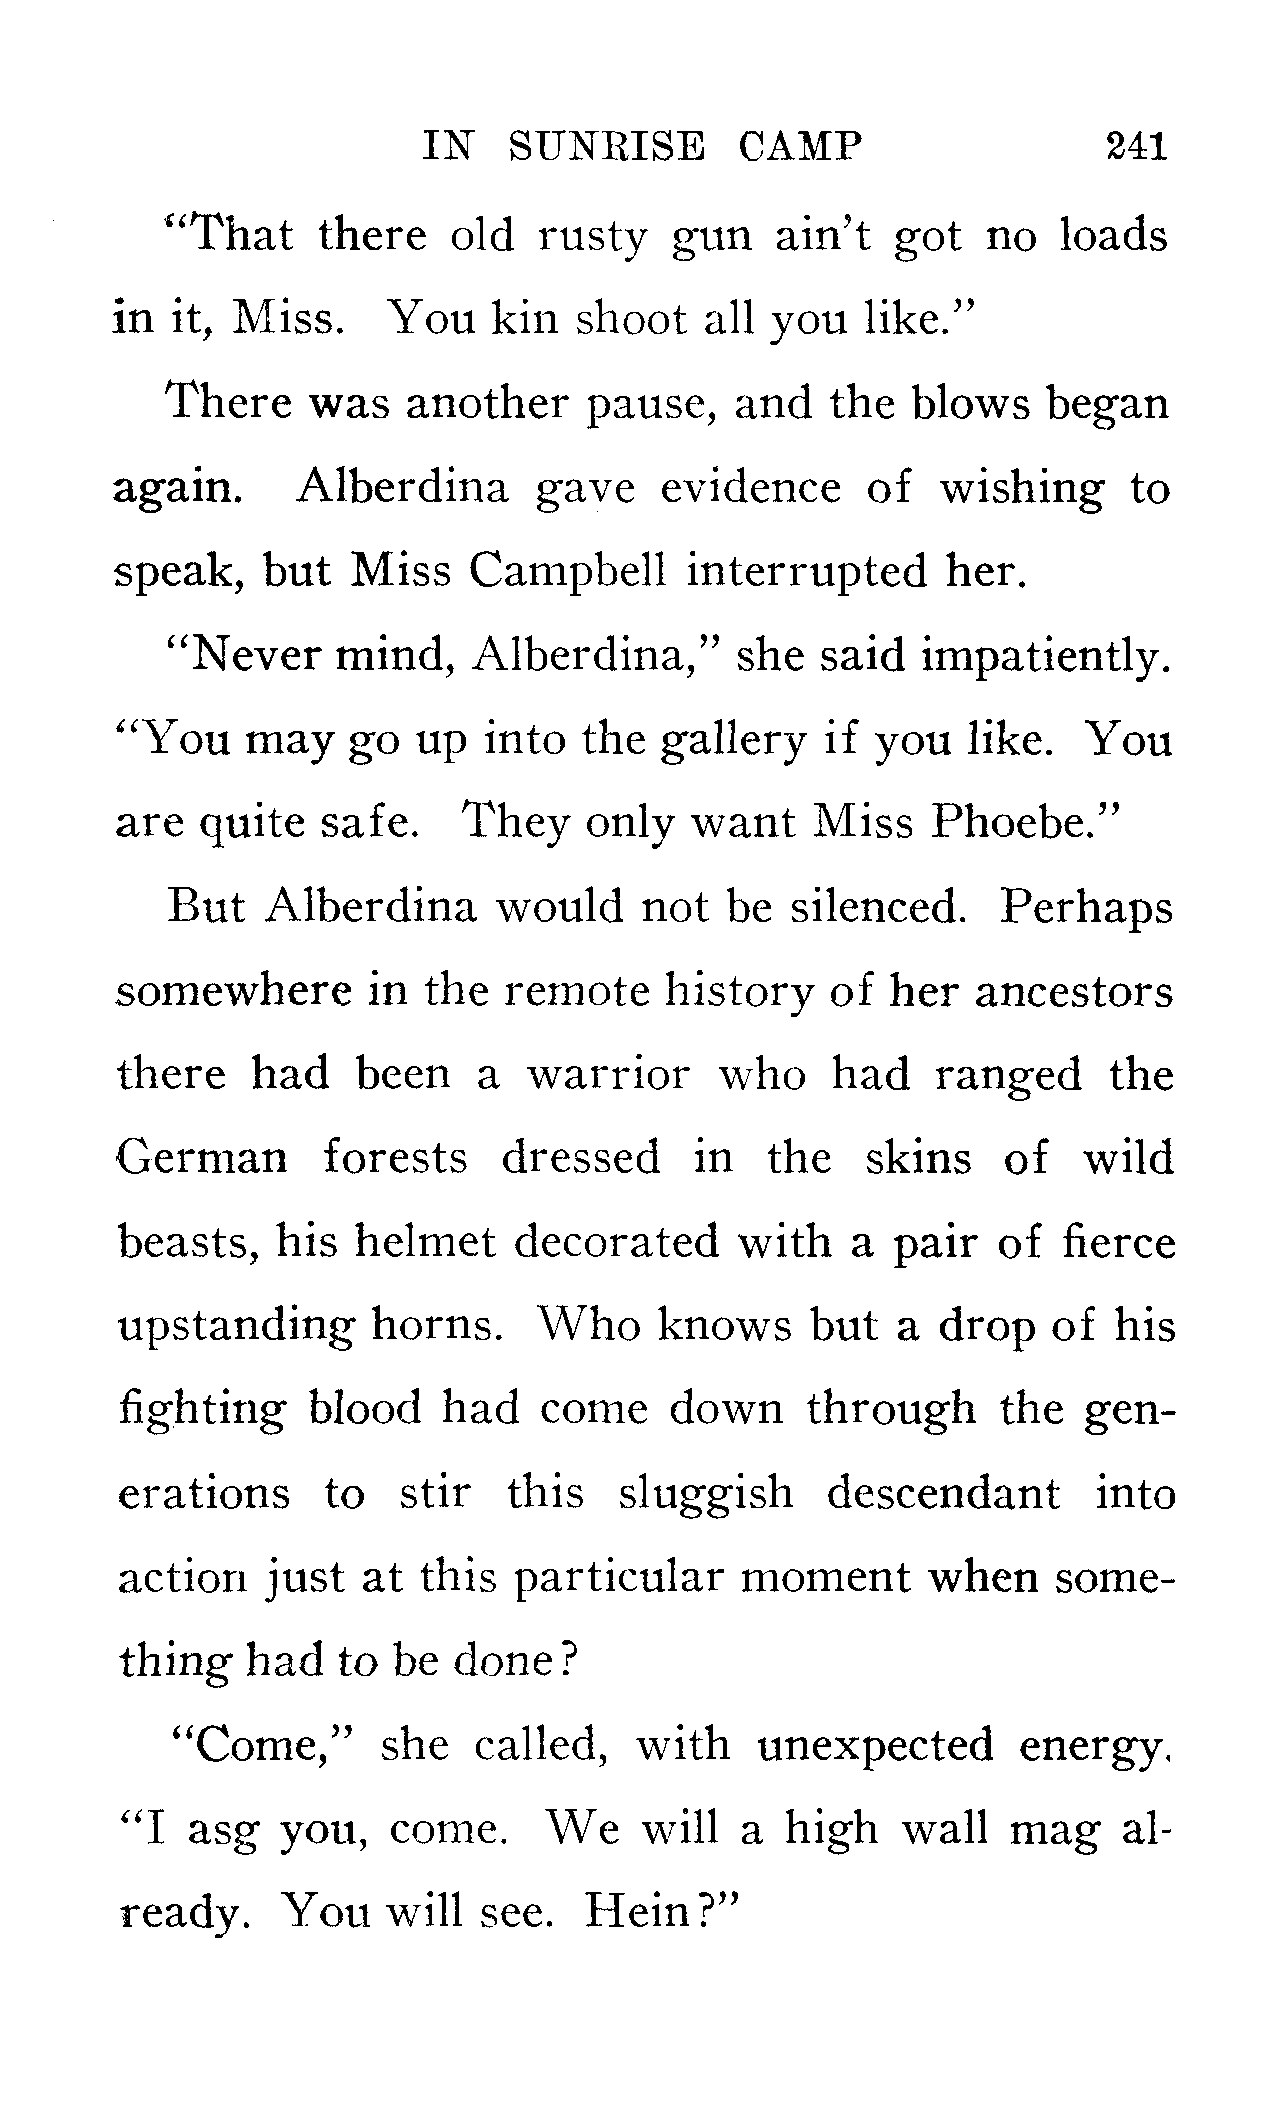 IN SUNRISE CAMP 241
“That there old rusty gun ain’t got no loads
in it, Miss. You kin shoot all you like.”
There was another pause, and the blows began
again. Alberdina gave evidence of wishing to
speak, but Miss Campbell interrupted her.
“Never mind, Alberdina,” she said impatiently.
“You may go up into the gallery if you like. You
are quite safe. They only want Miss Phoebe.”
But Alberdina would not be silenced. Perhaps
somewhere in the remote history of her ancestors
there had been a warrior who had ranged the
German forests dressed in the skins of wild
beasts, his helmet decorated with a pair of fierce
upstanding horns. Who knows but a drop of his
fighting blood had come down through the gen-
erations to stir this sluggish descendant into
action just at this particular moment when some-
thing had to be done?
“Come,” she called, with unexpected energy.
“I asg you, come. We will a high wall mag al-
ready. You will see. Hein?”